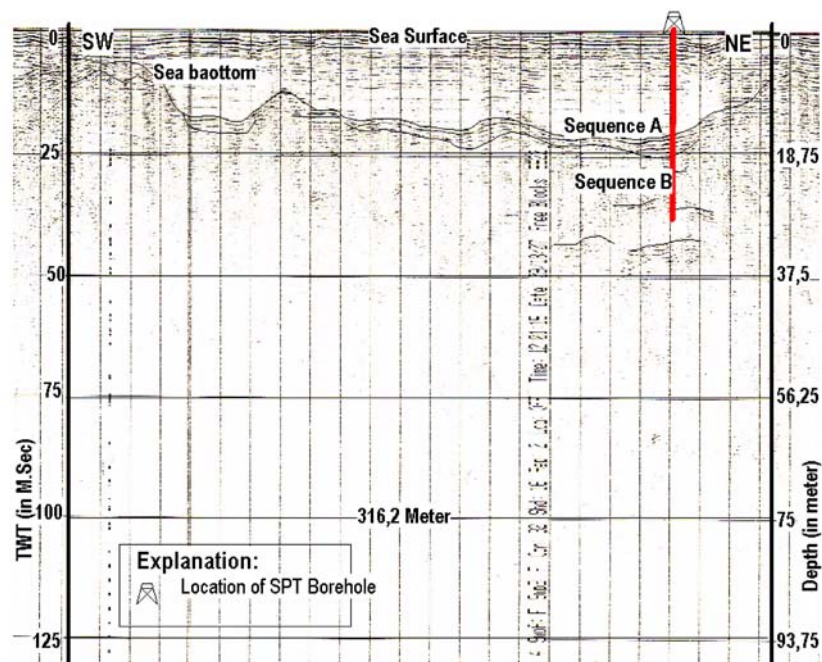 0
SW
Sea Surface
NE
0
Sea baottom
Sequence A
25
18,75
Sequence B
50
37,5
75
56,25
TWT (in M.Sec)
100
316,2 Meter
75
Depth (in meter)
Explanation:
Location of SPT Borehole
125
93,75